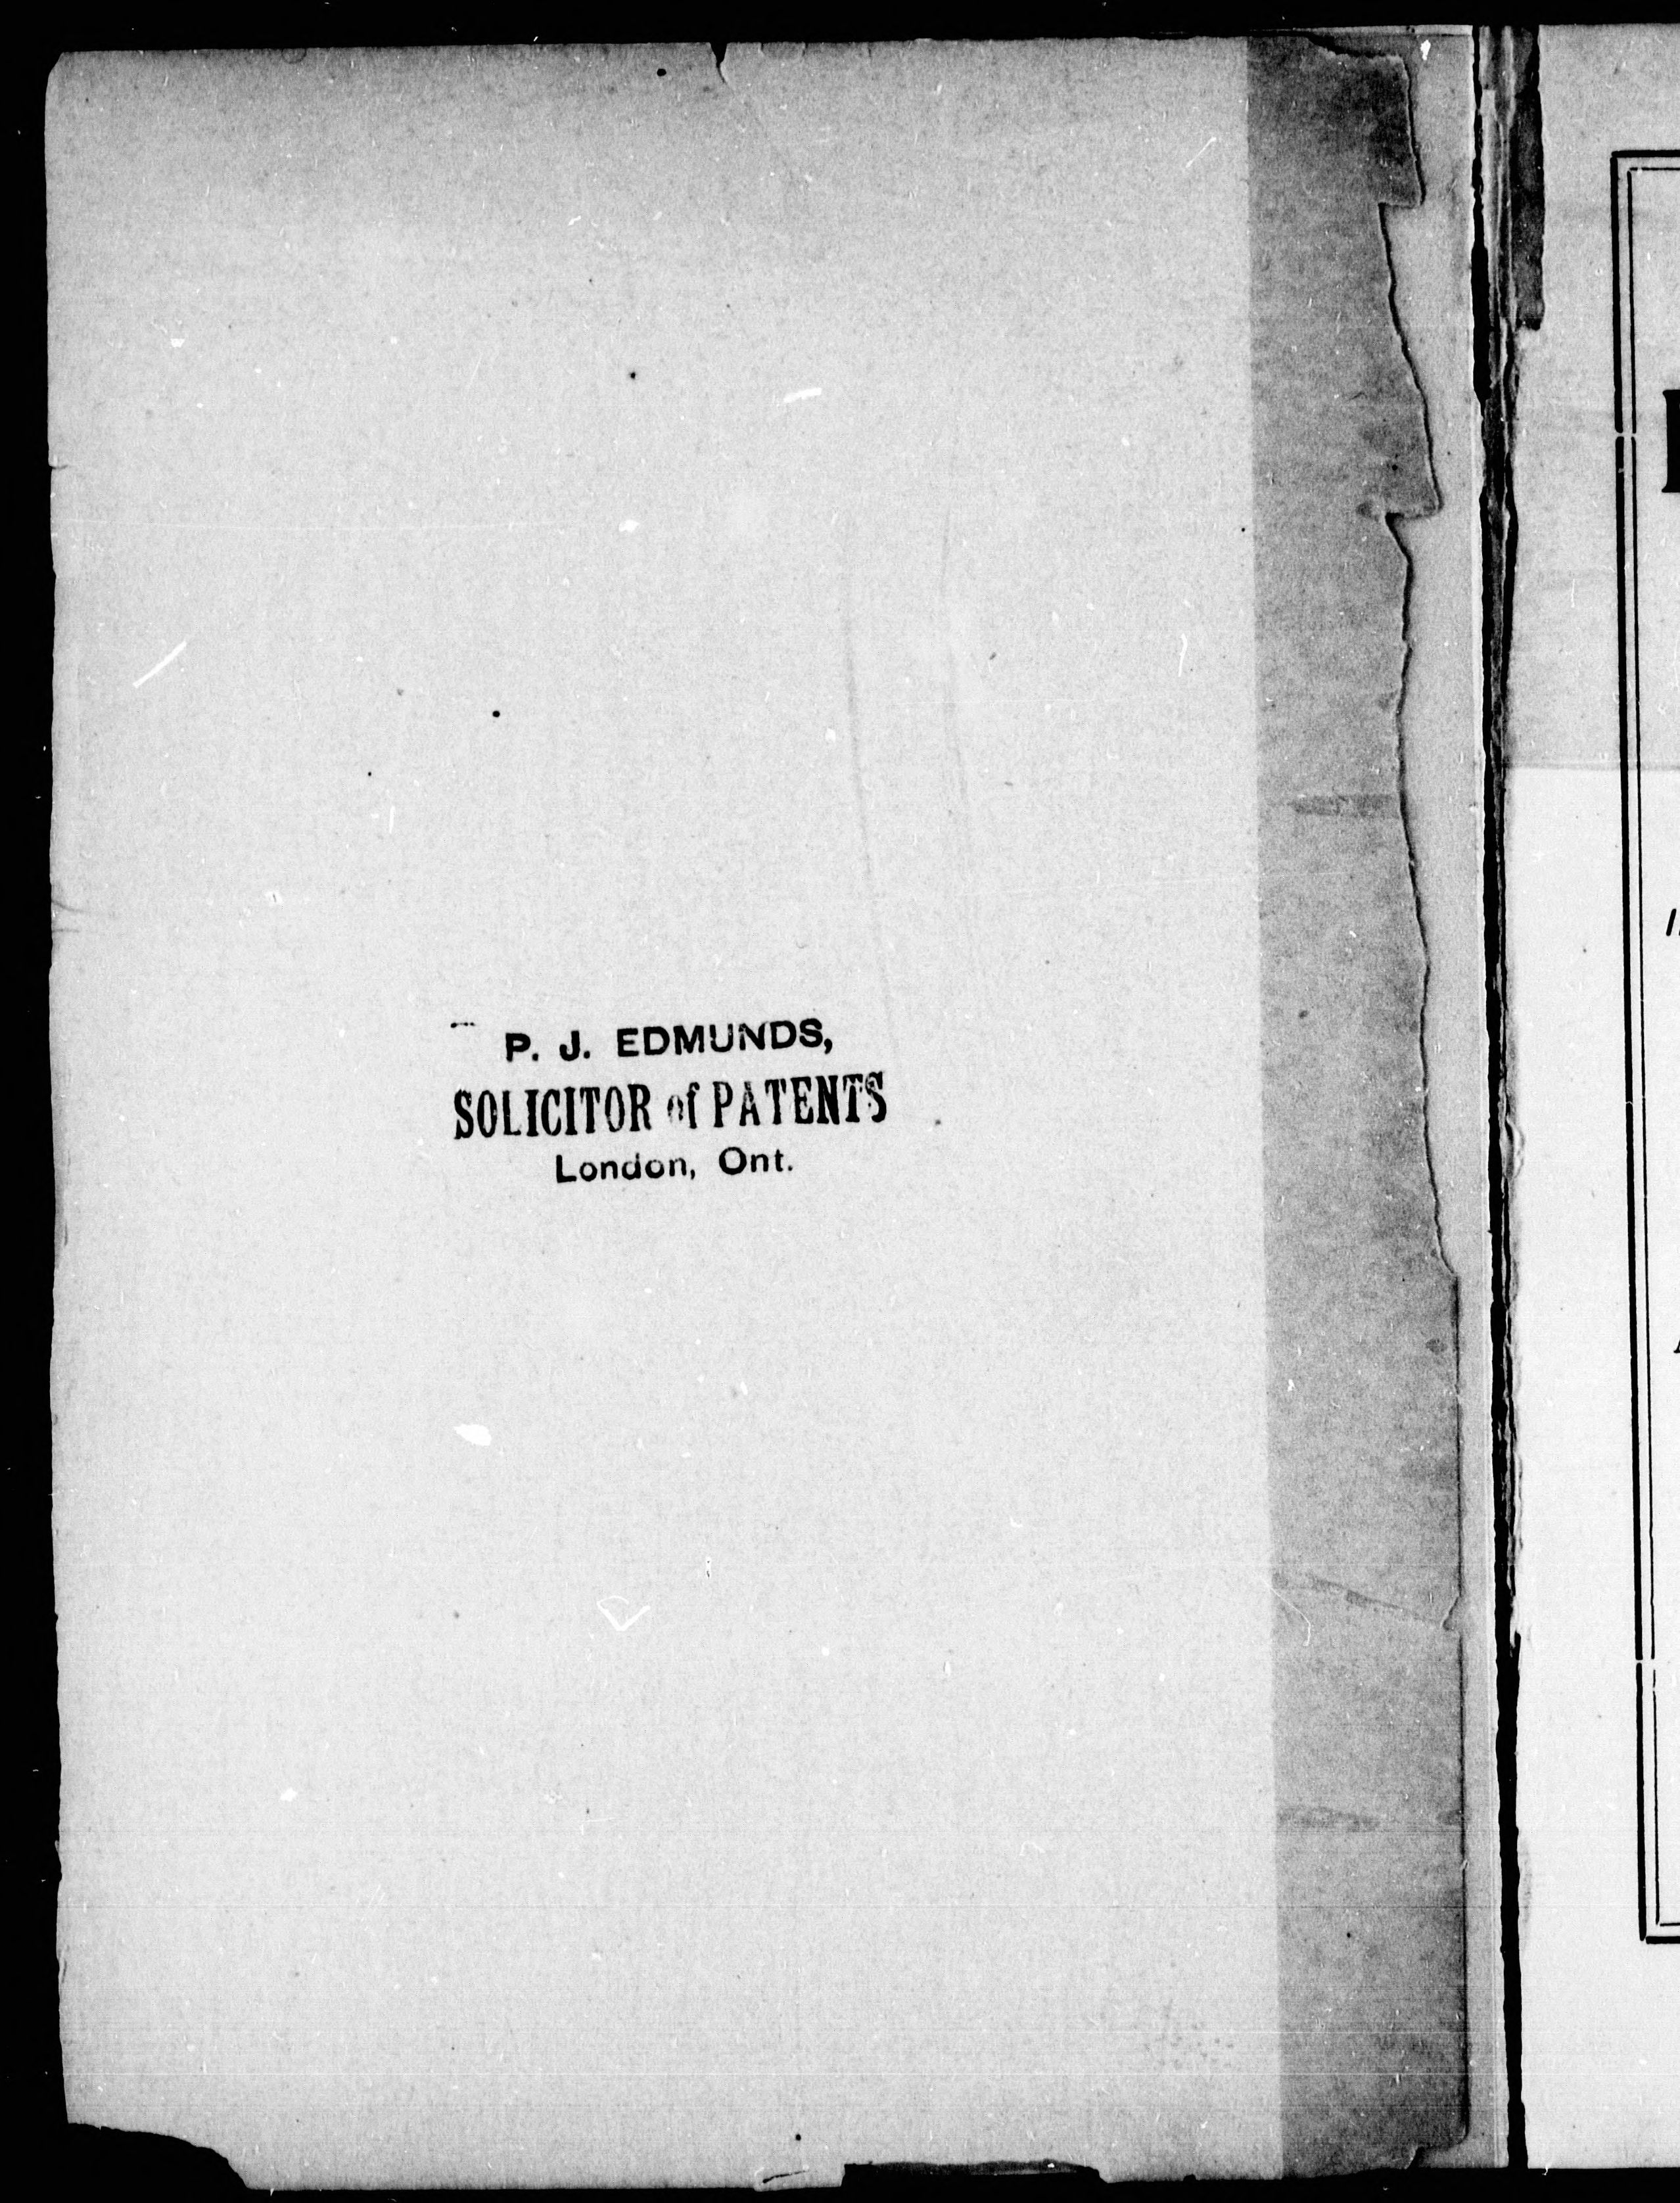 P. J. EDMUNDS,
SOLICITOR of PATENTS
London, Ont.